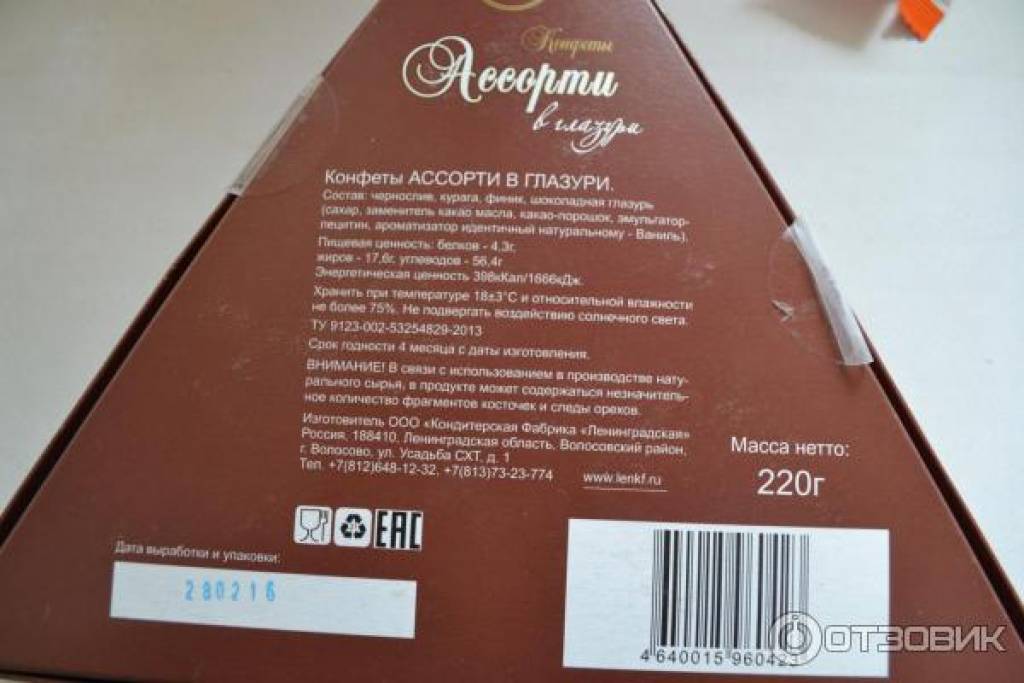 Конфеты
Ассорти
в глазури
Конфеты АССОРТИ В ГЛАЗУРИ.
Состав: чернослив, курага, финик, шоколадная глазурь
(сахар, заменитель какао масла, какао-порошок, эмульгатор-
лецитин, ароматизатор идентичный натуральному - Ваниль).
Пищевая ценность: белков - 4,3г,
жиров - 17,6г, углеводов - 56,4г
Энергетическая ценность 398кКал/1666кДж.
Хранить при температуре 18±3°С и относительной влажности
не более 75%. Не подвергать воздействию солнечного света.
ТУ 9123-002-53254829-2013
Срок годности 4 месяца с даты изготовления.
ВНИМАНИЕ! В связи с использованием в производстве нату-
рального сырья, в продукте может содержаться незначитель-
ное количество фрагментов косточек и следы орехов.
Изготовитель ООО «Кондитерская Фабрика «Ленинградская»
Россия, 188410, Ленинградская область, Волосовский район,
г. Волосово, ул. Усадьба СХТ, д. 1
Тел. +7(812)648-12-32, +7(813)73-23-774
www.lenkf.ru
Масса нетто:
220г
EAC
Дата выработки и упаковки:
280216
4 640015 960423
ОТЗОВИК